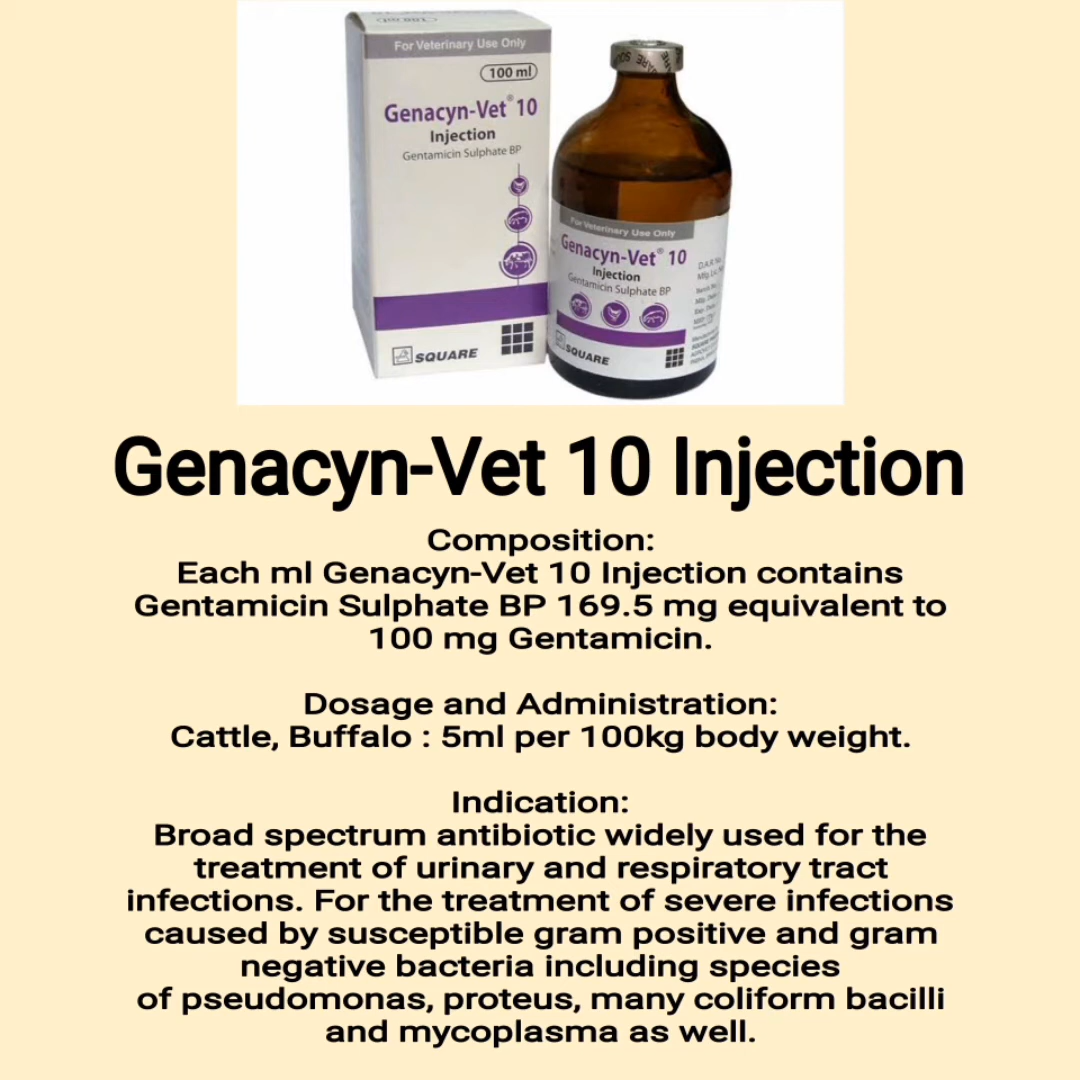 For Veterinary Use Only
100 ml
Genacyn-Vet® 10
Injection
Gentamicin Sulphate BP
SQUARE
For Veterinary Use Only
Genacyn-Vet® 10
Injection
Gentamicin Sulphate BP
SQUARE
Genacyn-Vet 10 Injection
Composition:
Each ml Genacyn-Vet 10 Injection contains
Gentamicin Sulphate BP 169.5 mg equivalent to
100 mg Gentamicin.
Dosage and Administration:
Cattle, Buffalo : 5ml per 100kg body weight.
Indication:
Broad spectrum antibiotic widely used for the
treatment of urinary and respiratory tract
infections. For the treatment of severe infections
caused by susceptible gram positive and gram
negative bacteria including species
of pseudomonas, proteus, many coliform bacilli
and mycoplasma as well.